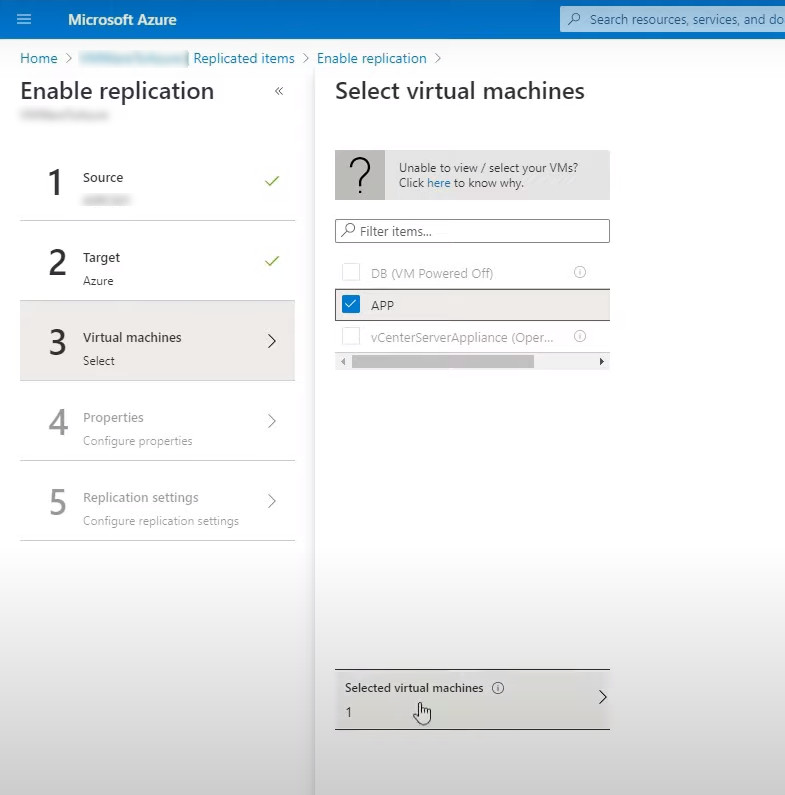 Microsoft Azure
Search resources, services, and do
Home > Replicated items > Enable replication >
Enable replication
«
Select virtual machines
1 Source
2 Target
Azure
3 Virtual machines
Select
4 Properties
Configure properties
5 Replication settings
Configure replication settings
? Unable to view / select your VMs?
Click here to know why.
Filter items...
DB (VM Powered Off)
APP
vCenterServerAppliance (Oper...
Selected virtual machines
1